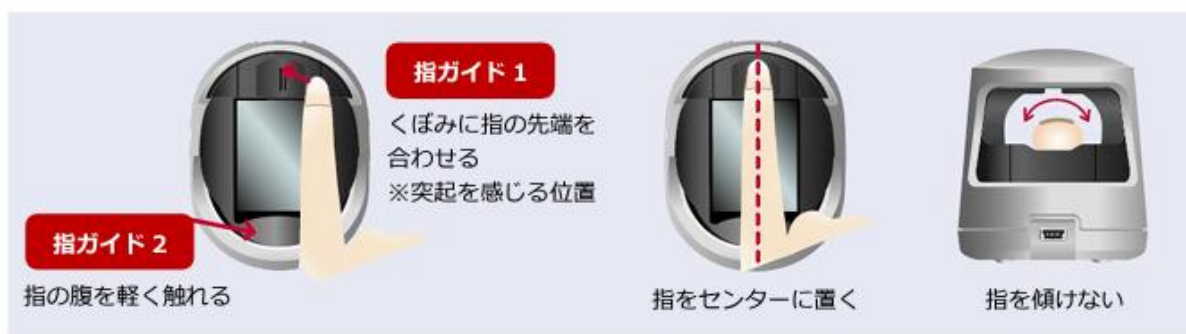 指ガイド 1
くぼみに指の先端を
合わせる
※突起を感じる位置
指ガイド 2
指の腹を軽く触れる
指をセンターに置く
指を傾けない